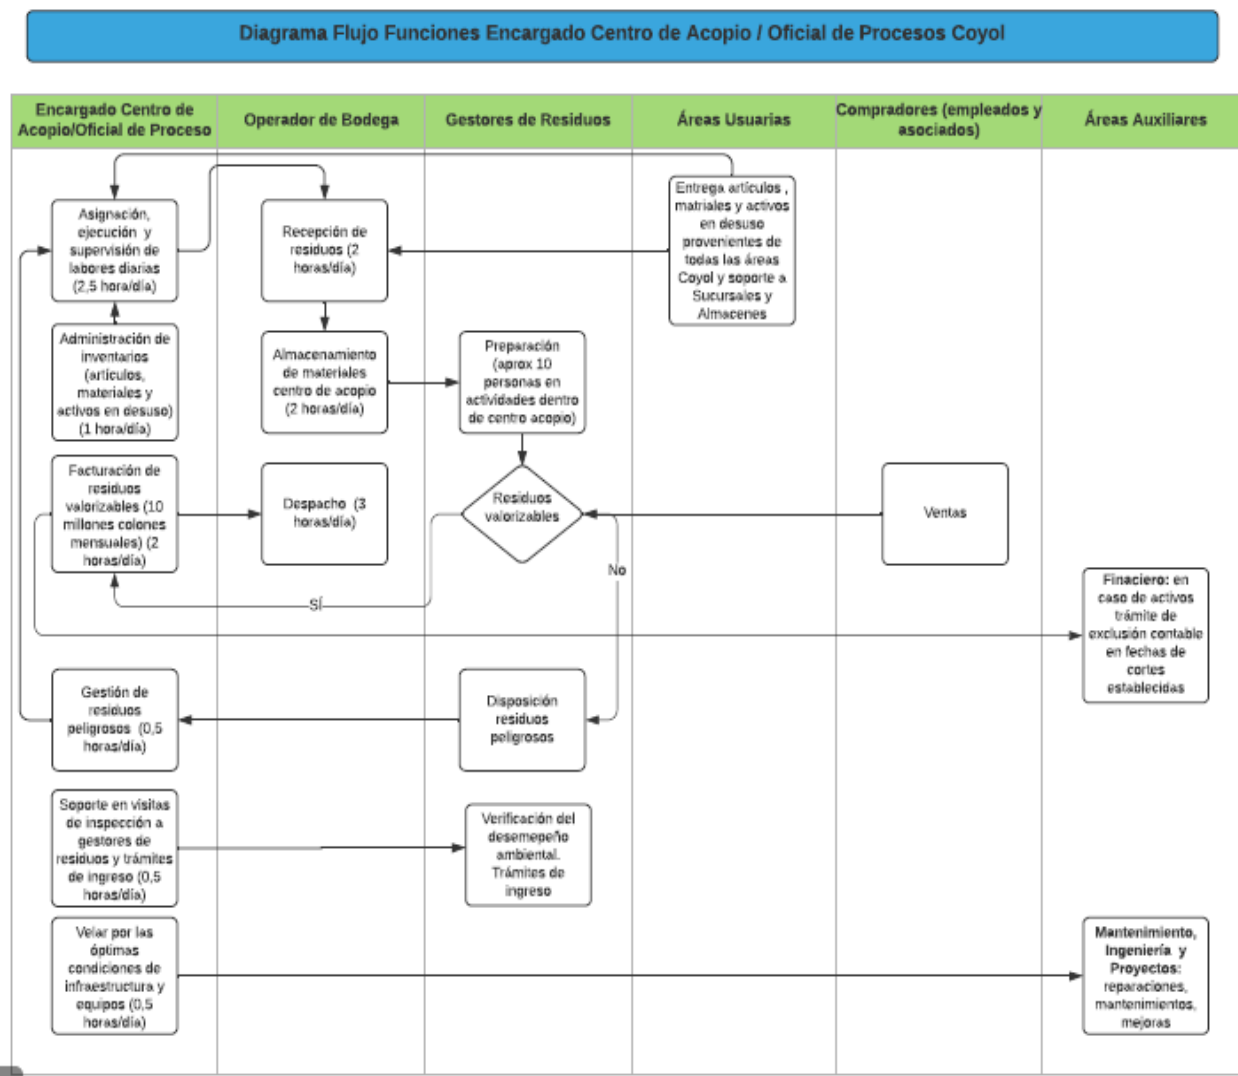 Diagrama Flujo Funciones Encargado Centro de Acopio / Oficial de Procesos Coyol
Encargado Centro de
Acopio/Oficial de Proceso
Operador de Bodega
Gestores de Residuos
Áreas Usuarias
Compradores (empleados y
asociados)
Áreas Auxiliares
Asignación,
ejecución y
supervisión de
labores diarias
(2,5 hora/día)
Recepción de
residuos (2
horas/día)
Entrega artículos ,
matriales y activos
en desuso
provenientes de
todas las áreas
Coyol y soporte a
Sucursales y
Almacenes
Administración de
inventarios
(artículos,
materiales y
activos en desuso)
(1 hora/día)
Almacenamiento
de materiales
centro de acopio
(2 horas/día)
Preparación
(aprox 10
personas en
actividades dentro
de centro acopio)
Facturación de
residuos
valorizables (10
millones colones
mensuales) (2
horas/día)
Despacho (3
horas/día)
Residuos
valorizables
Ventas
No
SÍ
Finaciero: en
caso de activos
trámite de
exclusión contable
en fechas de
cortes
establecidas
Gestión de
residuos
peligrosos (0,5
horas/día)
Disposición
residuos
peligrosos
Soporte en visitas
de inspección a
gestores de
residuos y trámites
de ingreso (0,5
horas/día)
Verificación del
desemepeño
ambiental.
Trámites de
ingreso
Velar por las
óptimas
condiciones de
infraestructura y
equipos (0,5
horas/día)
Mantenimiento,
Ingeniería y
Proyectos:
reparaciones,
mantenimientos,
mejoras